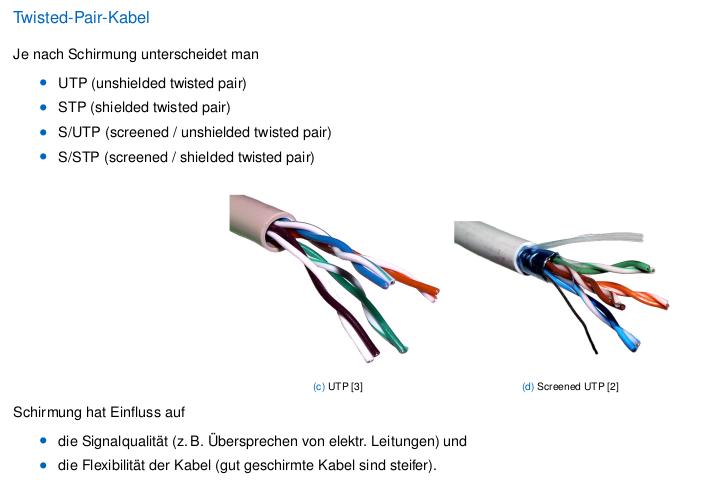 Twisted-Pair-Kabel
Je nach Schirmung unterscheidet man
UTP (unshielded twisted pair)
STP (shielded twisted pair)
S/UTP (screened / unshielded twisted pair)
S/STP (screened / shielded twisted pair)
(c) UTP [3]
(d) Screened UTP [2]
Schirmung hat Einfluss auf
die Signalqualität (z. B. Übersprechen von elektr. Leitungen) und
die Flexibilität der Kabel (gut geschirmte Kabel sind steifer).